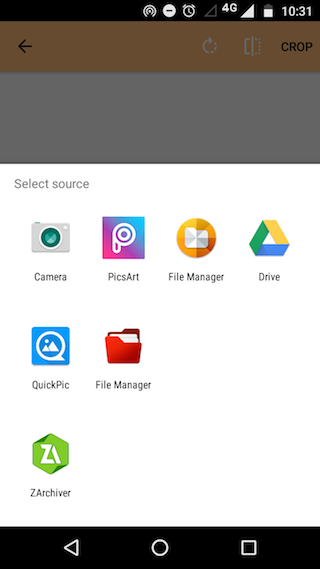 4G 10:31
CROP
Select source
Camera PicsArt File Manager Drive
QuickPic File Manager
ZArchiver